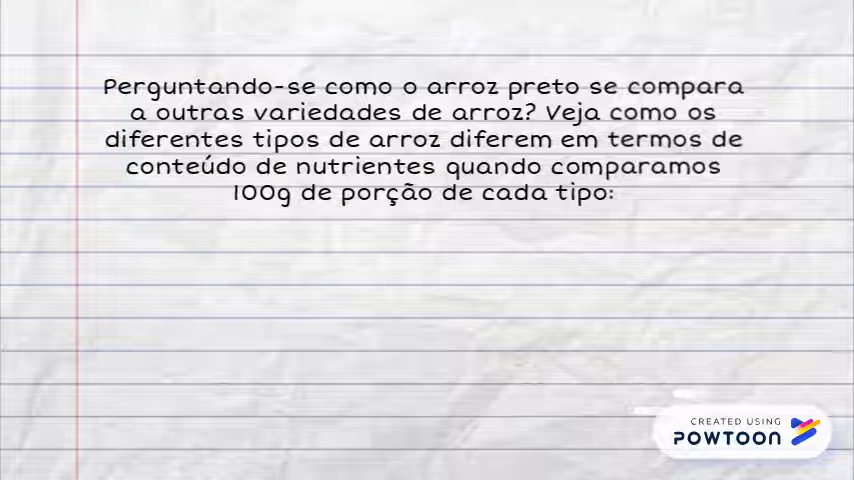 Perguntando-se como o arroz preto se compara
a outras variedades de arroz? Veja como os
diferentes tipos de arroz diferem em termos de
conteúdo de nutrientes quando comparamos
100g de porção de cada tipo:
CREATED USING
POWTOON